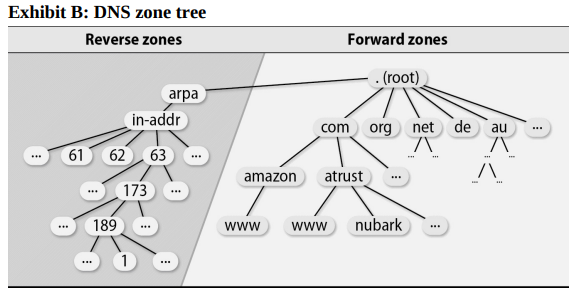 Exhibit B: DNS zone tree
Reverse zones Forward zones
arpa . (root)
in-addr com org net de au ...
... 61 62 63 ... ... ... ... ...
... 173 ... amazon atrust ... ... ...
... 189 ... www www nubark ...
... 1 ...